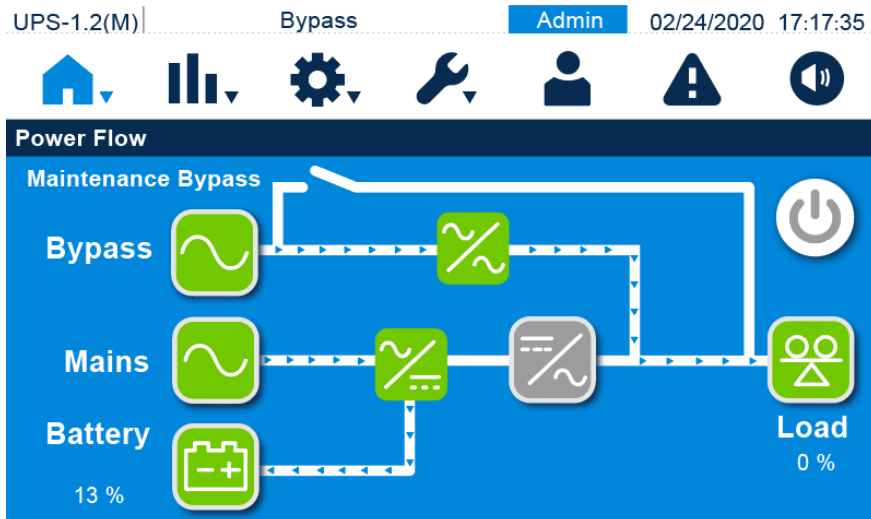 UPS-1.2(M) Bypass Admin 02/24/2020 17:17:35
Power Flow
Maintenance Bypass
Bypass
Mains
Battery
13 %
Load
0 %